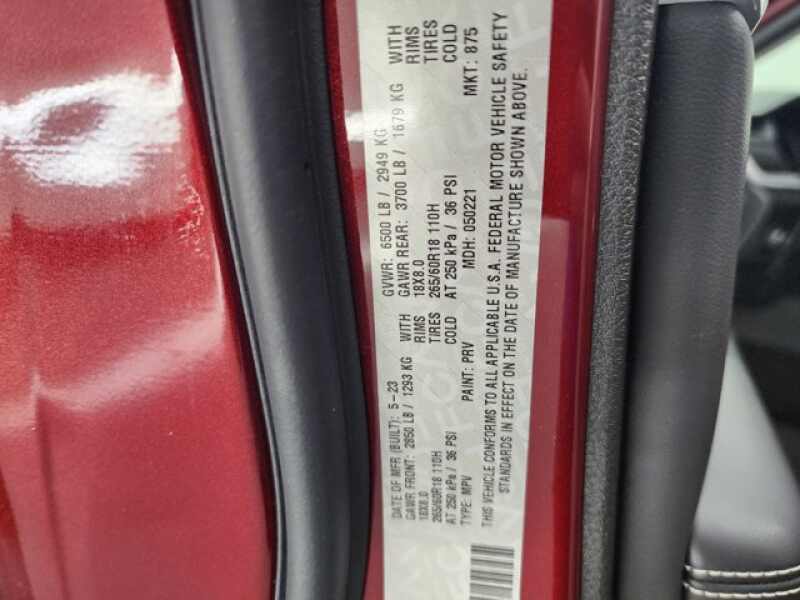 DATE OF MFR (BUILT): 5-23 GVWR: 6500 LB / 2949 KG
GAWR FRONT: 2850 LB / 1293 KG WITH GAWR REAR: 3700 LB / 1679 KG WITH
18X8.0 RIMS 18X8.0 RIMS
265/60R18 110H TIRES 265/60R18 110H TIRES
AT 250 kPa / 36 PSI COLD AT 250 kPa / 36 PSI COLD
TYPE: MPV PAINT: PRV MDH: 050221 MKT: 875
THIS VEHICLE CONFORMS TO ALL APPLICABLE U.S.A. FEDERAL MOTOR VEHICLE SAFETY
STANDARDS IN EFFECT ON THE DATE OF MANUFACTURE SHOWN ABOVE.